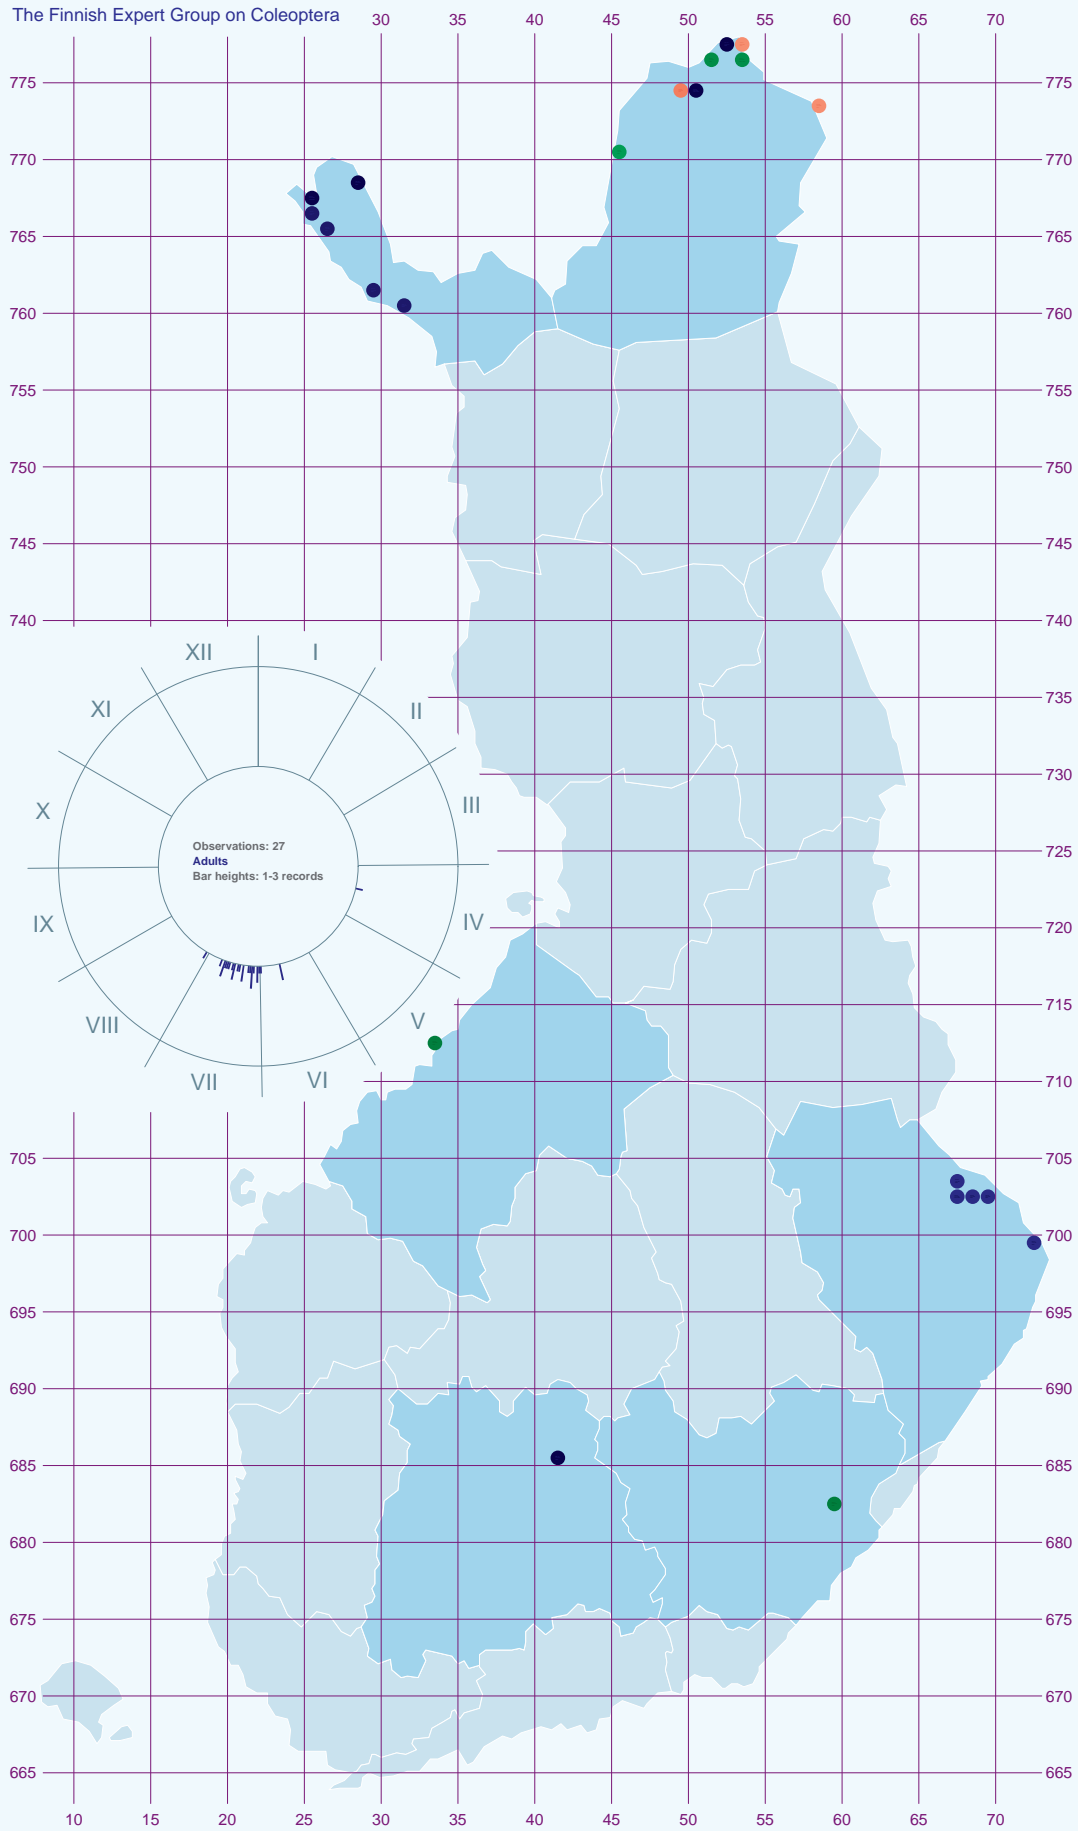 The Finnish Expert Group on Coleoptera
30 35 40 45 50 55 60 65 70
775 775
770 770
765 765
760 760
755 755
750 750
745 745
740 740
735
730
725
720
715
710
705 705
700 700
695 695
690 690
685 685
680 680
675 675
670 670
665 665
XII I
XI II
X III
IX IV
VIII V
VII VI
Observations: 27
Adults
Bar heights: 1-3 records
10 15 20 25 30 35 40 45 50 55 60 65 70